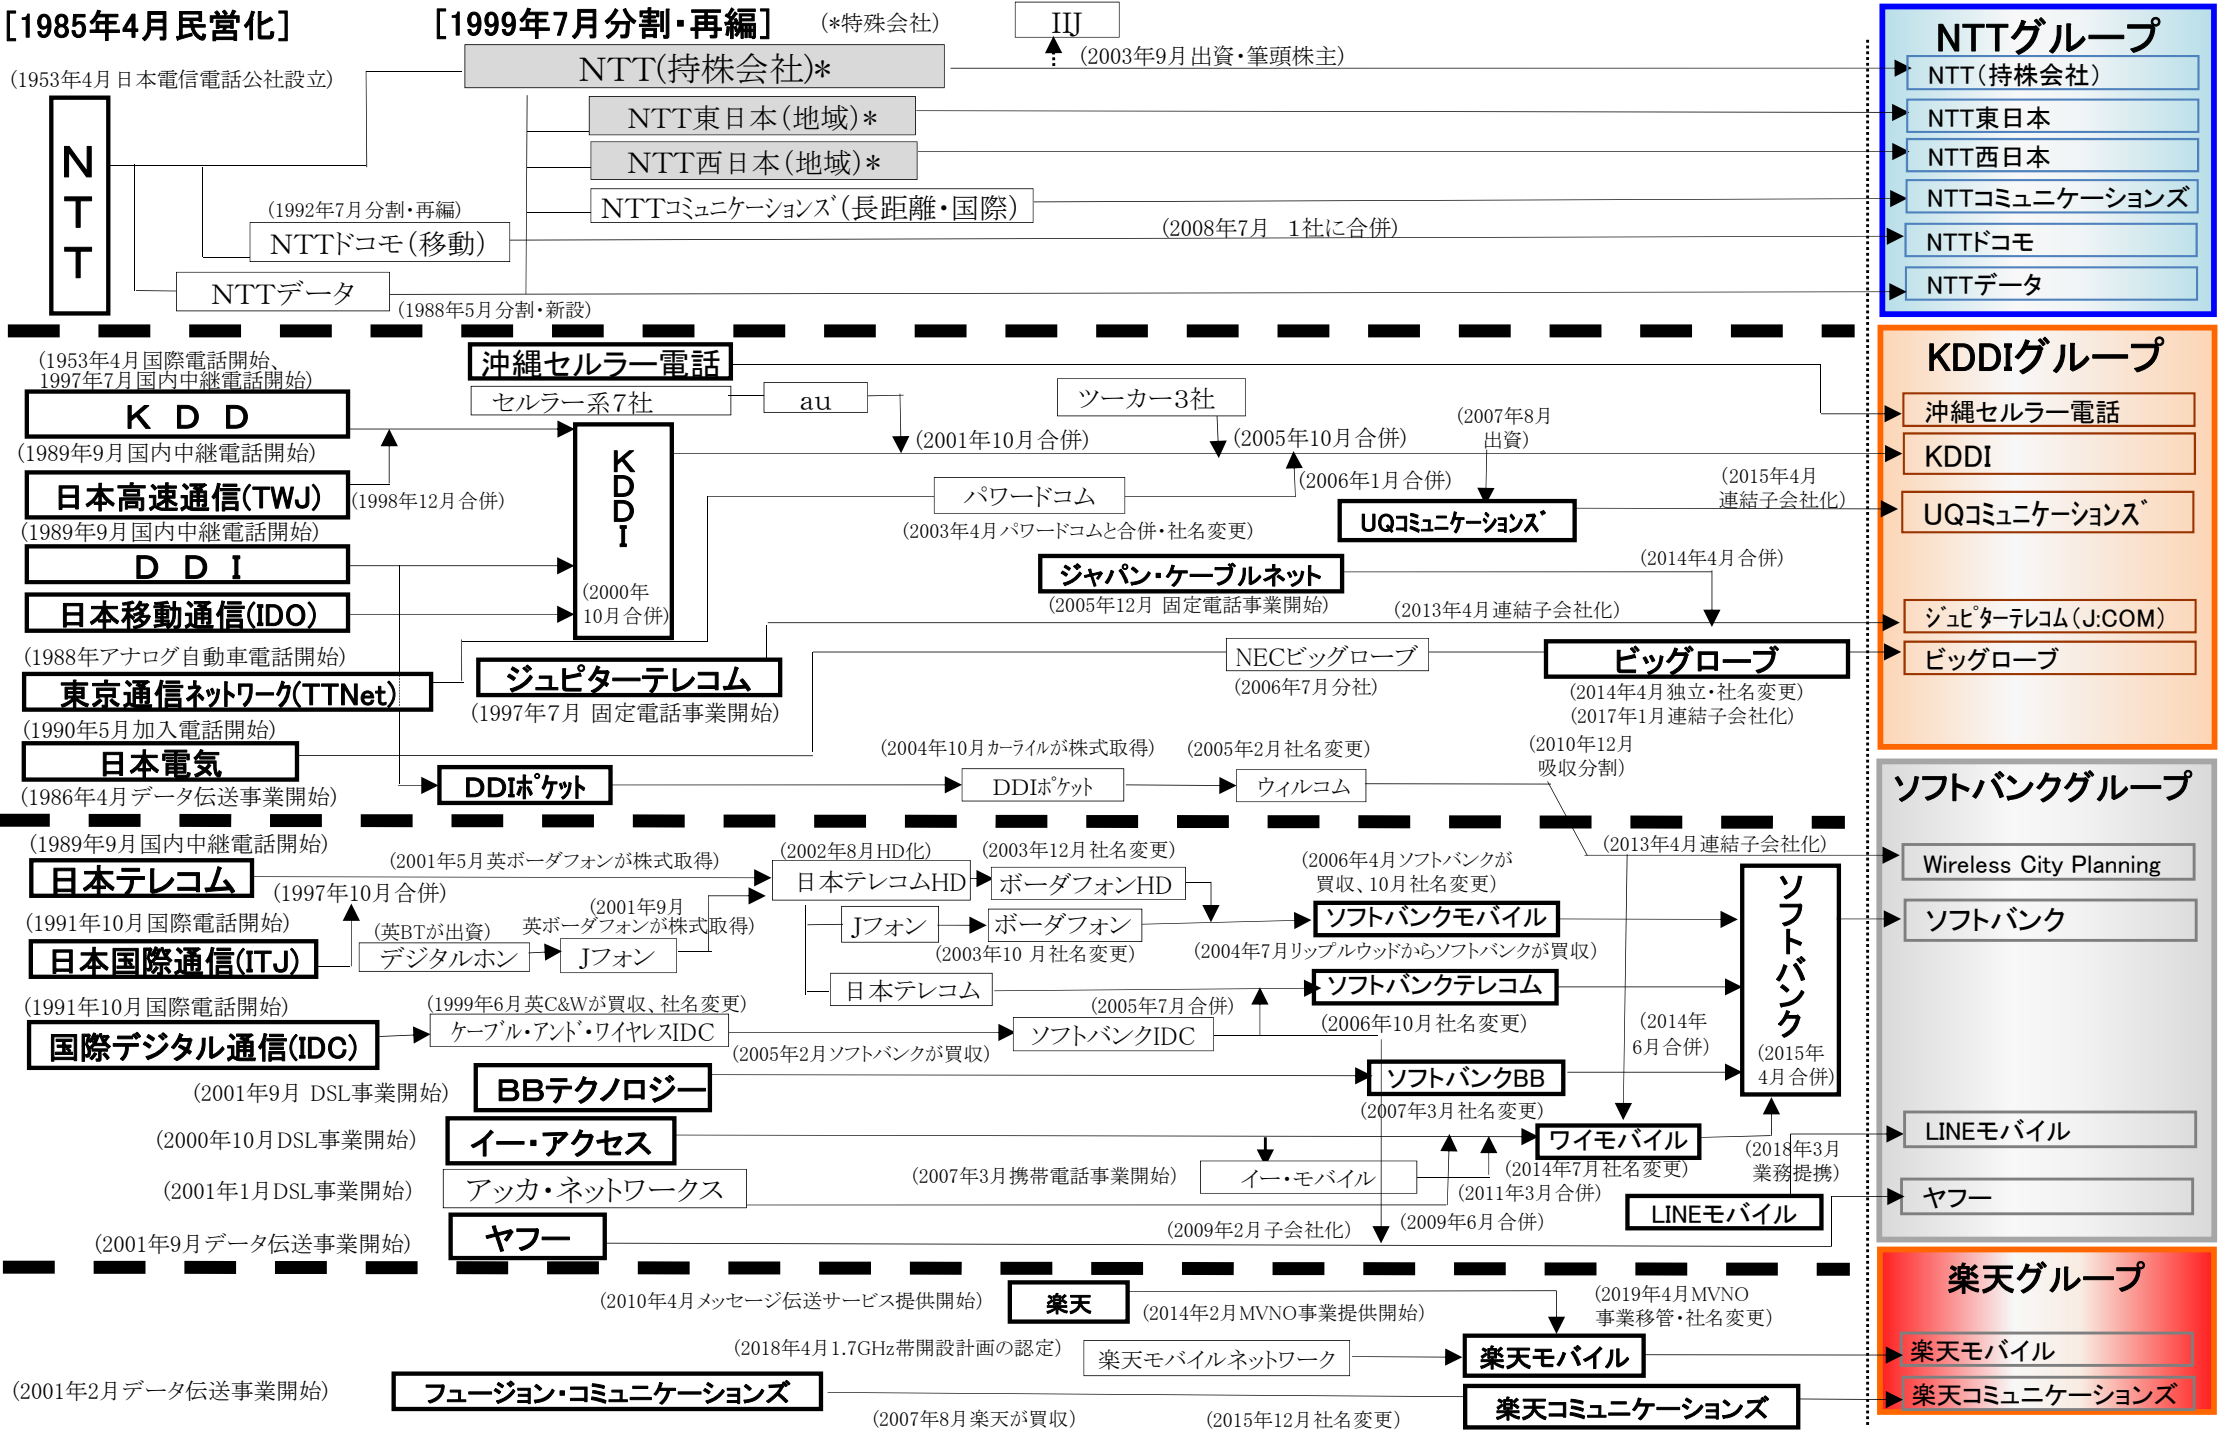 [1985年4月民営化]
[1999年7月分割・再編]
(*特殊会社)
IIJ
(2003年9月出資・筆頭株主)
(1953年4月日本電信電話公社設立)
NTT
NTT(持株会社)*
NTT東日本(地域)*
NTT西日本(地域)*
NTTコミュニケーションズ(長距離・国際)
(1992年7月分割・再編)
NTTドコモ(移動)
(2008年7月 1社に合併)
NTTデータ
(1988年5月分割・新設)
NTTグループ
NTT(持株会社)
NTT東日本
NTT西日本
NTTコミュニケーションズ
NTTドコモ
NTTデータ
(1953年4月国際電話開始、
1997年7月国内中継電話開始)
KDD
(1989年9月国内中継電話開始)
日本高速通信(TWJ)
(1998年12月合併)
(1989年9月国内中継電話開始)
DDI
日本移動通信(IDO)
(1988年アナログ自動車電話開始)
東京通信ネットワーク(TTNet)
(1990年5月加入電話開始)
日本電気
(1986年4月データ伝送事業開始)
沖縄セルラー電話
セルラー系7社
au
(2001年10月合併)
ツーカー3社
(2005年10月合併)
(2007年8月
出資)
KDDI
(2000年
10月合併)
パワードコム
(2006年1月合併)
(2003年4月パワードコムと合併・社名変更)
UQコミュニケーションズ
(2015年4月
連結子会社化)
ジャパン・ケーブルネット
(2005年12月 固定電話事業開始)
(2014年4月合併)
(2013年4月連結子会社化)
ジュピターテレコム
(1997年7月 固定電話事業開始)
NECビッグローブ
(2006年7月分社)
ビッグローブ
(2014年4月独立・社名変更)
(2017年1月連結子会社化)
DDIポケット
(2004年10月カーライルが株式取得)
DDIポケット
(2005年2月社名変更)
ウィルコム
(2010年12月
吸収分割)
KDDIグループ
沖縄セルラー電話
KDDI
UQコミュニケーションズ
ジュピターテレコム(J:COM)
ビッグローブ
(1989年9月国内中継電話開始)
日本テレコム
(1997年10月合併)
(2001年5月英ボーダフォンが株式取得)
(1991年10月国際電話開始)
日本国際通信(ITJ)
(英BTが出資)
デジタルホン
(2001年9月
英ボーダフォンが株式取得)
Jフォン
(2002年8月HD化)
日本テレコムHD
(2003年12月社名変更)
ボーダフォンHD
Jフォン
ボーダフォン
(2003年10月社名変更)
日本テレコム
(2006年4月ソフトバンクが
買収、10月社名変更)
ソフトバンクモバイル
(2004年7月リップルウッドからソフトバンクが買収)
ソフトバンクテレコム
(2006年10月社名変更)
(2013年4月連結子会社化)
(1991年10月国際電話開始)
国際デジタル通信(IDC)
(1999年6月英C&Wが買収、社名変更)
ケーブル・アンド・ワイヤレスIDC
(2005年2月ソフトバンクが買収)
ソフトバンクIDC
(2005年7月合併)
(2014年
6月合併)
ソフトバンク
(2015年
4月合併)
(2001年9月 DSL事業開始)
BBテクノロジー
ソフトバンクBB
(2007年3月社名変更)
(2000年10月DSL事業開始)
イー・アクセス
ワイモバイル
(2014年7月社名変更)
(2007年3月携帯電話事業開始)
イー・モバイル
(2011年3月合併)
(2018年3月
業務提携)
(2001年1月DSL事業開始)
アッカ・ネットワークス
(2009年6月合併)
LINEモバイル
(2001年9月データ伝送事業開始)
ヤフー
(2009年2月子会社化)
ソフトバンクグループ
Wireless City Planning
ソフトバンク
LINEモバイル
ヤフー
(2010年4月メッセージ伝送サービス提供開始)
楽天
(2014年2月MVNO事業提供開始)
(2019年4月MVNO
事業移管・社名変更)
(2018年4月1.7GHz帯開設計画の認定)
楽天モバイルネットワーク
楽天モバイル
(2001年2月データ伝送事業開始)
フュージョン・コミュニケーションズ
(2007年8月楽天が買収)
(2015年12月社名変更)
楽天コミュニケーションズ
楽天グループ
楽天モバイル
楽天コミュニケーションズ